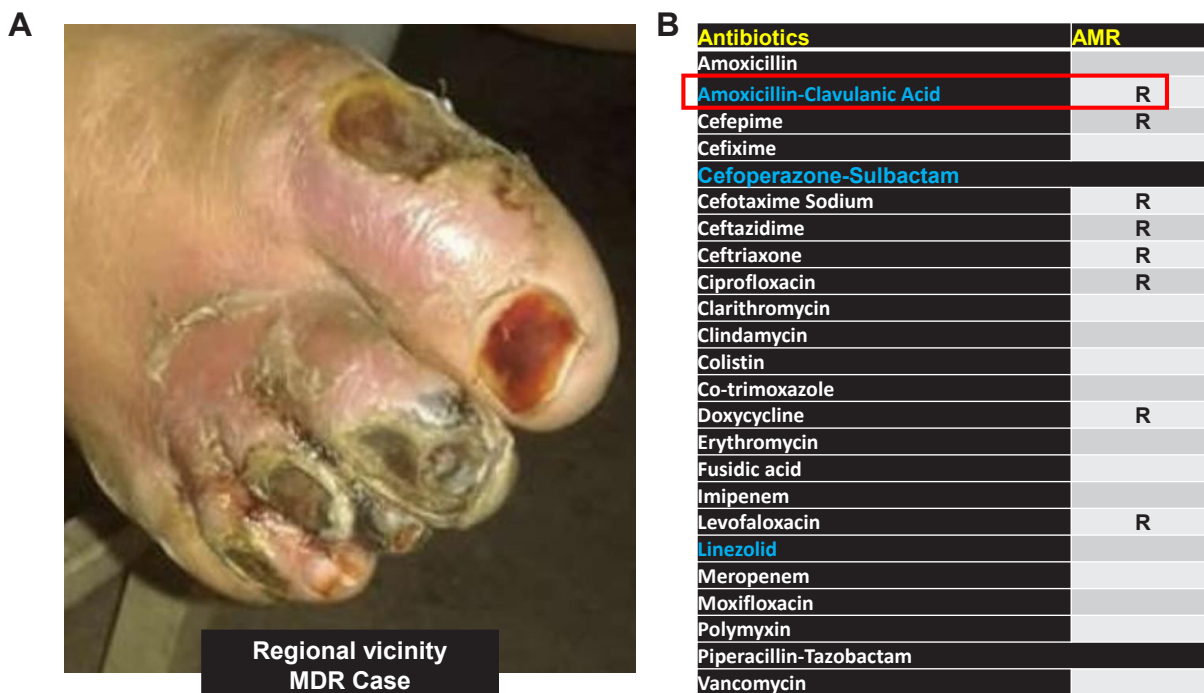 A
Regional vicinity
MDR Case
B
Antibiotics AMR
Amoxicillin
Amoxicillin-Clavulanic Acid R
Cefepime R
Cefixime
Cefoperazone-Sulbactam
Cefotaxime Sodium R
Ceftazidime R
Ceftriaxone R
Ciprofloxacin R
Clarithromycin
Clindamycin
Colistin
Co-trimoxazole
Doxycycline R
Erythromycin
Fusidic acid
Imipenem
Levofaloxacin R
Linezolid
Meropenem
Moxifloxacin
Polymyxin
Piperacillin-Tazobactam
Vancomycin